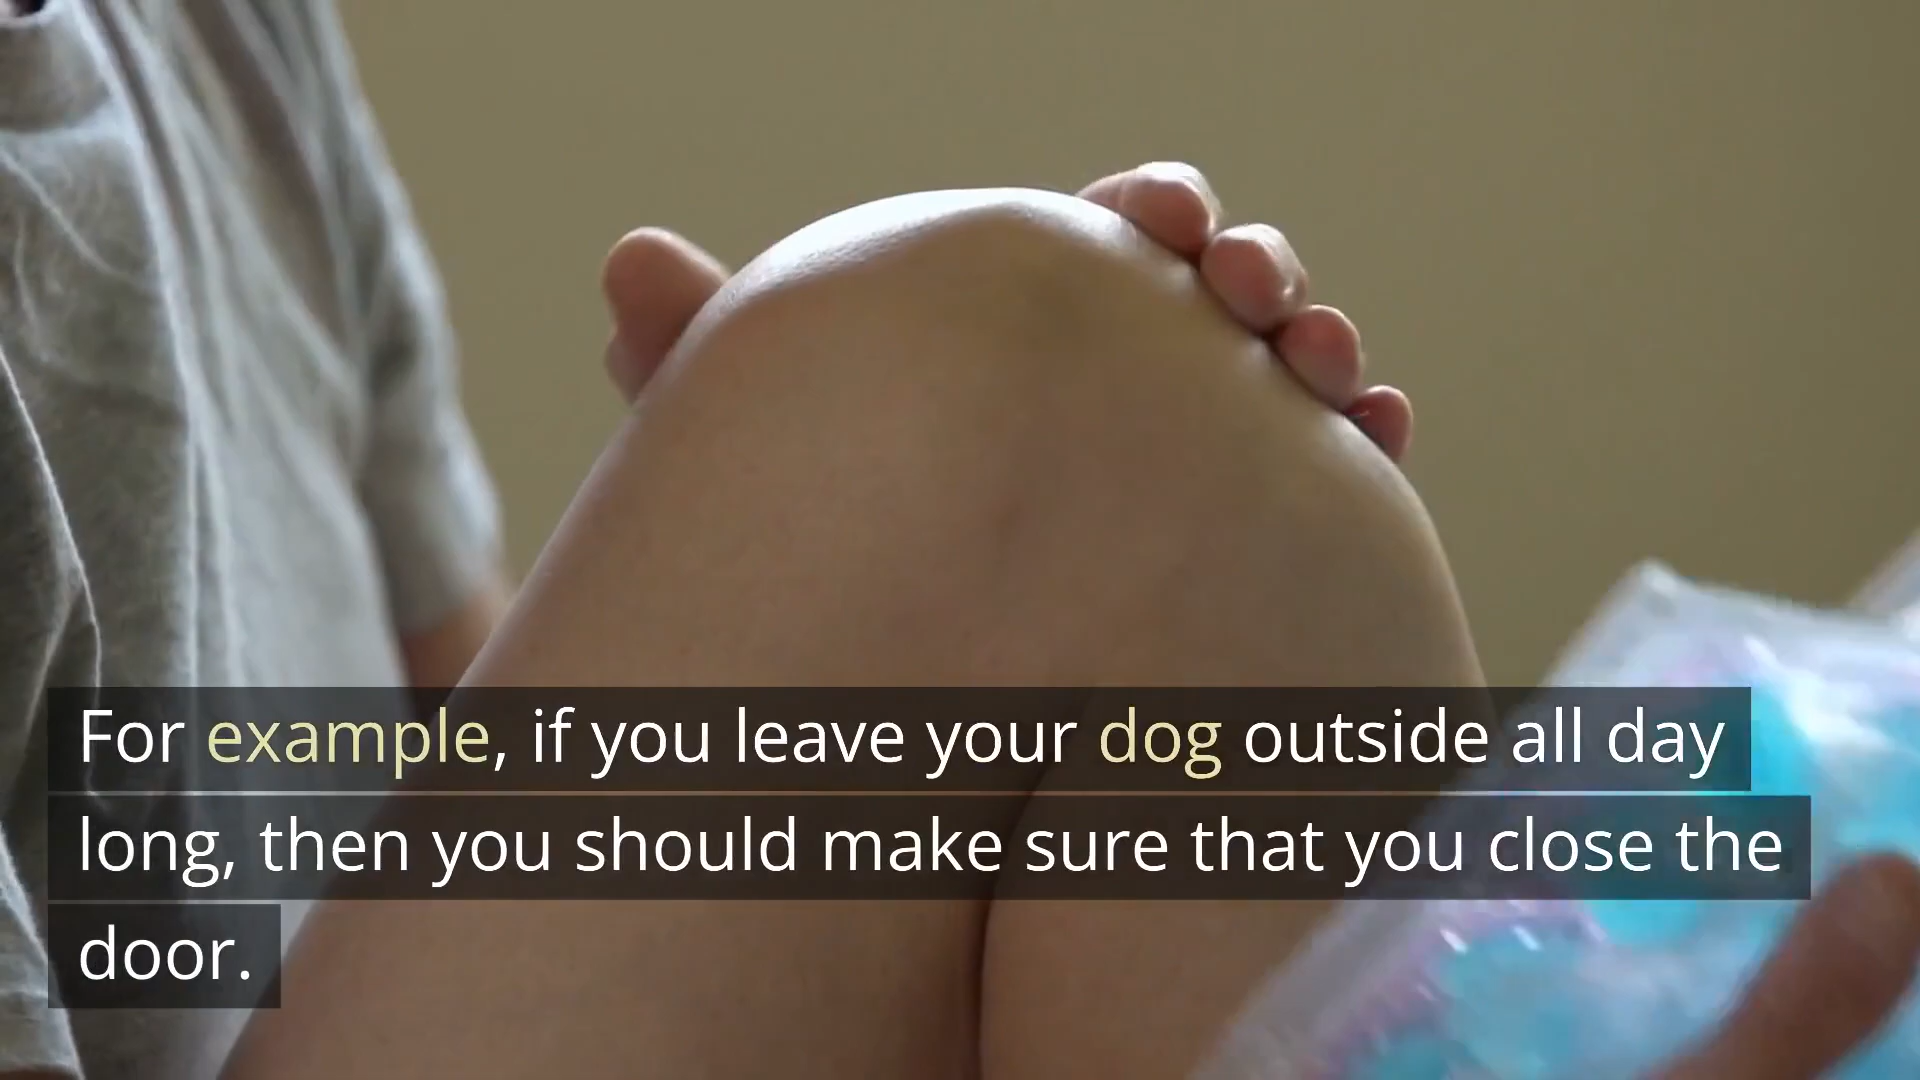 For example, if you leave your dog outside all day
long, then you should make sure that you close the
door.